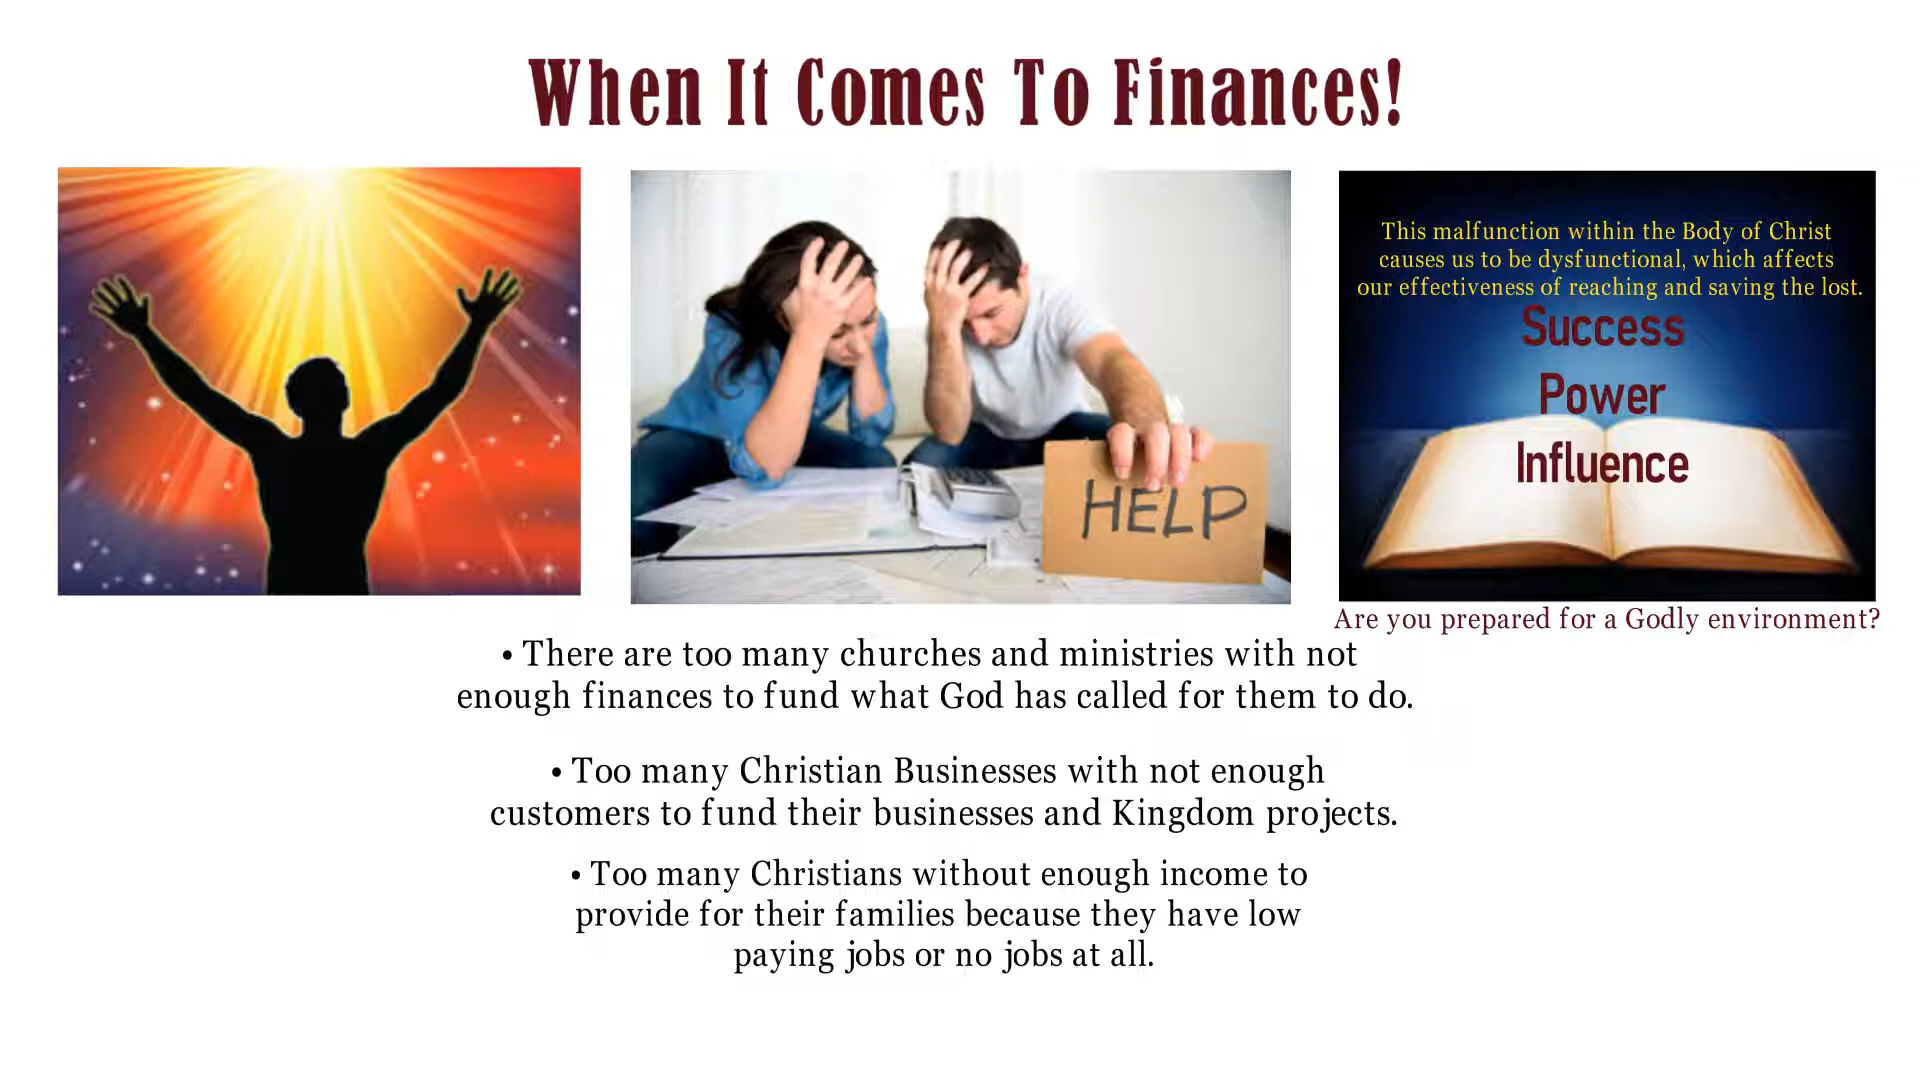 When It Comes To Finances!
This malfunction within the Body of Christ
causes us to be dysfunctional, which affects
our effectiveness of reaching and saving the lost.
Success
Power
Influence
HELP
Are you prepared for a Godly environment?
• There are too many churches and ministries with not
enough finances to fund what God has called for them to do.
• Too many Christian Businesses with not enough
customers to fund their businesses and Kingdom projects.
• Too many Christians without enough income to
provide for their families because they have low
paying jobs or no jobs at all.